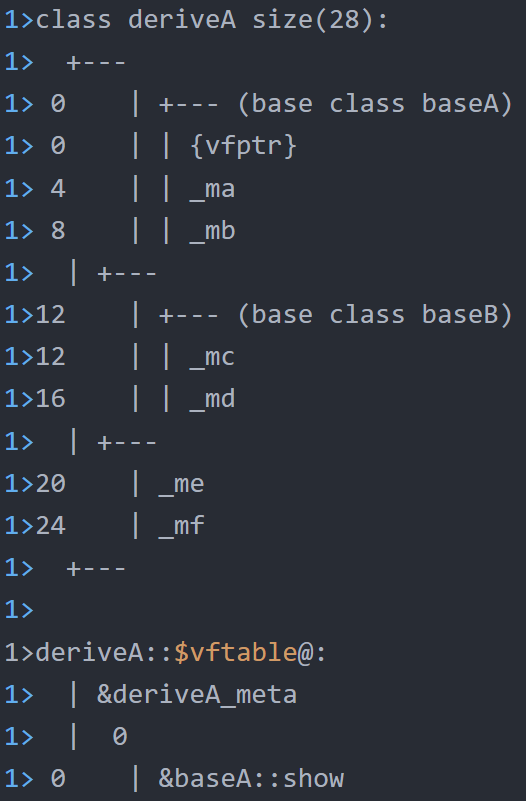 1>class deriveA size(28):
1>  +---
1> 0    | +--- (base class baseA)
1> 0    | | {vfptr}
1> 4    | | _ma
1> 8    | | _mb
1>  | +---
1>12    | +--- (base class baseB)
1>12    | | _mc
1>16    | | _md
1>  | +---
1>20    | _me
1>24    | _mf
1>  +---
1>
1>deriveA::$vftable@:
1>  | &deriveA_meta
1>  |  0
1> 0    | &baseA::show